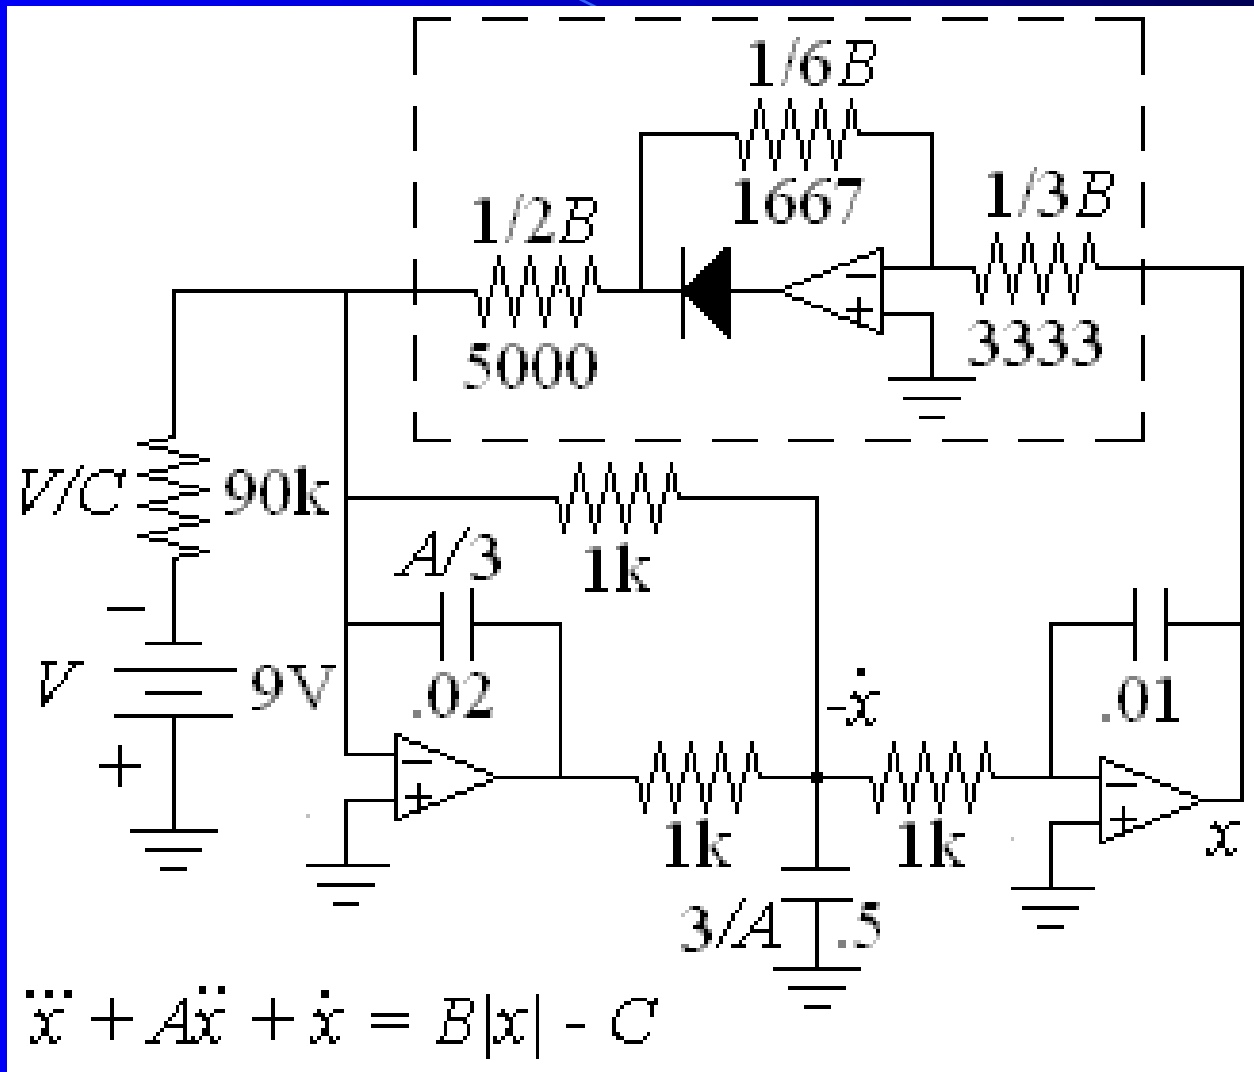 1/6B
1667
1/3B
1/2B
3333
5000
V/C
90k
1k
A/3
−
V
9V
.02
-ẋ
.01
+
−
+
1k
1k
−
+
x
3/A
.5
x⃛ + Aẍ + ẋ = B|x| - C